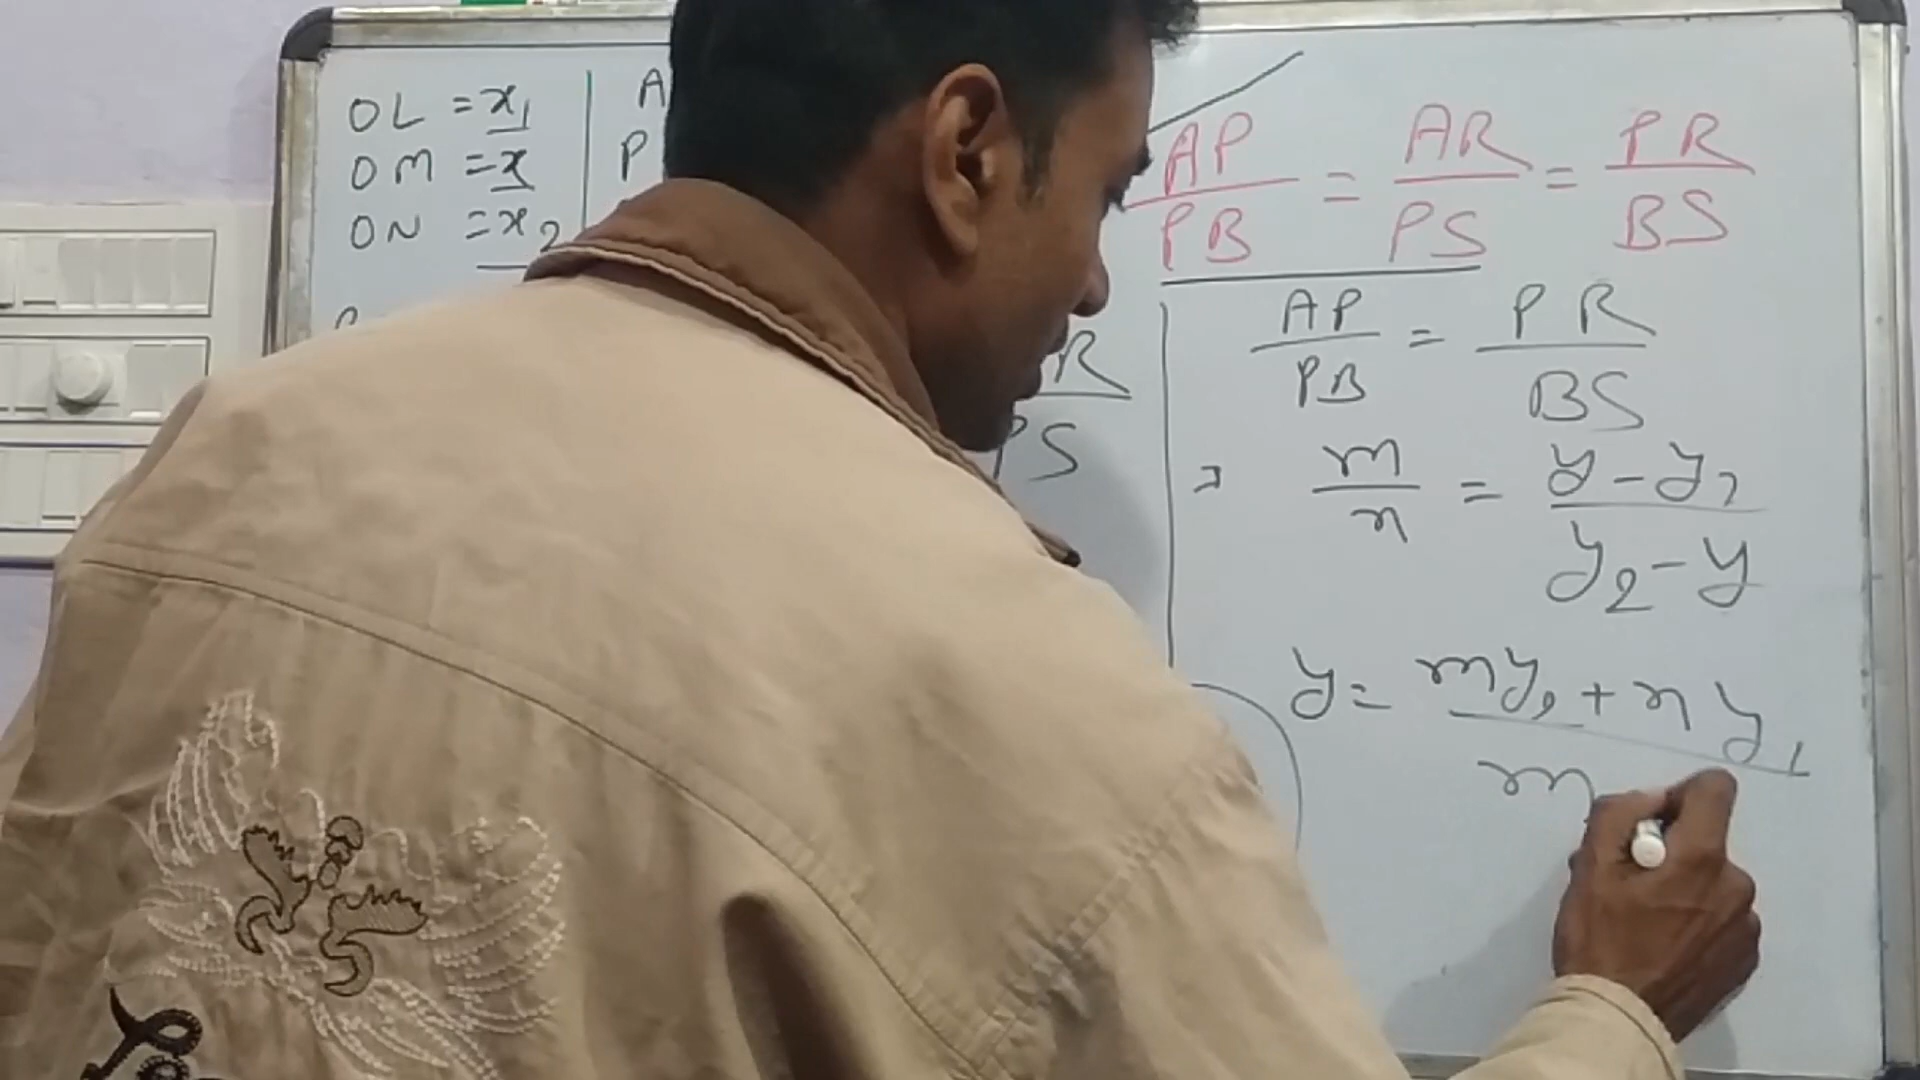 OL = x₁
OM = x
ON = x₂
A
P
AP/PB = AR/PS = PR/BS
R
PS
AP/PB = PR/BS
m/n = y - y₁/y₂ - y
y = my₂ + ny₁/m